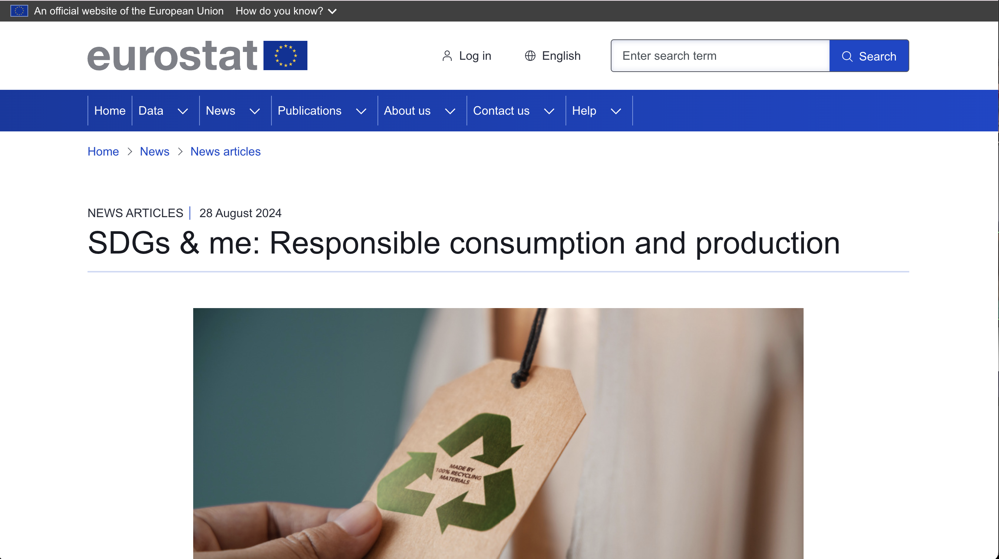 An official website of the European Union How do you know?
eurostat
Log in English Enter search term Search
Home Data News Publications About us Contact us Help
Home > News > News articles
NEWS ARTICLES | 28 August 2024
SDGs & me: Responsible consumption and production
MADE BY
100% RECYCLING
MATERIALS